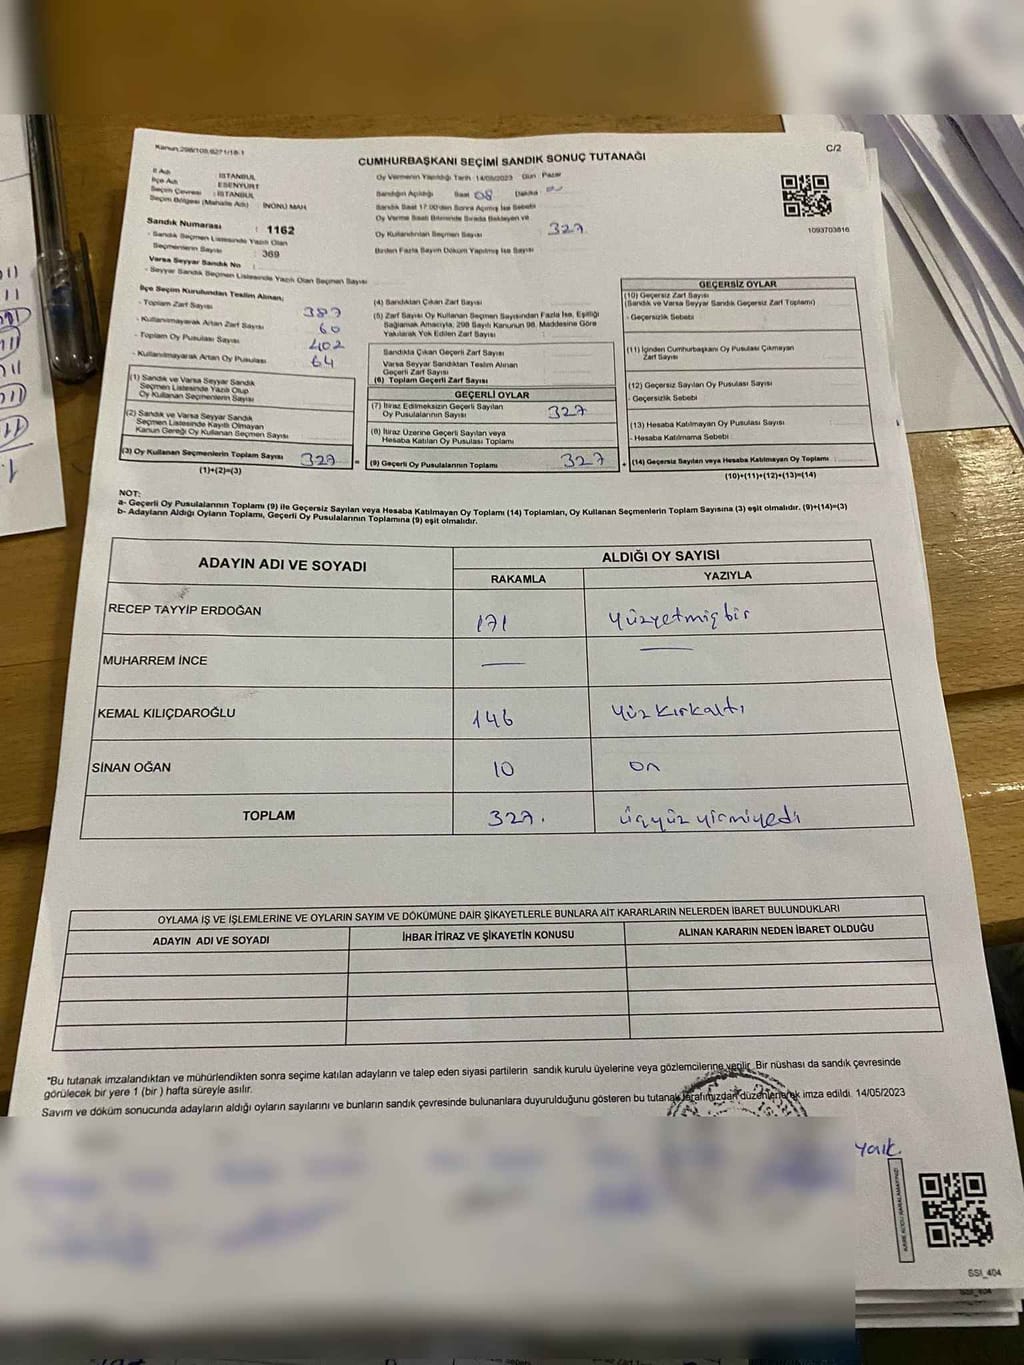 Kanun:298/105,6271/18-1
CUMHURBAŞKANI SEÇİMİ SANDIK SONUÇ TUTANAĞI
C/2
İl Adı : İSTANBUL
İlçe Adı : ESENYURT
Seçim Çevresi : İSTANBUL
Seçim Bölgesi (Mahalle Adı) : İNÖNÜ MAH.
Sandık Numarası : 1162
- Sandık Seçmen Listesinde Yazılı Olan
Seçmenlerin Sayısı : 369
Varsa Seyyar Sandık No :
- Seyyar Sandık Seçmen Listesinde Yazılı Olan Seçmen Sayısı
Oy Vermenin Yapıldığı Tarih :14/05/2023 Gün : Pazar
Sandığın Açıldığı Saat 08 Dakika
Sandık Saat 17:00'den Sonra Açılmış İse Sebebi
Oy Verme Saati Bitiminde Sırada Bekleyen ve
Oy Kullandırılan Seçmen Sayısı 327
Birden Fazla Sayım Döküm Yapılmış İse Sayısı
1093703816
İlçe Seçim Kurulundan Teslim Alınan;
- Toplam Zarf Sayısı 387
- Kullanılmayarak Artan Zarf Sayısı 60
- Toplam Oy Pusulası Sayısı 402
- Kullanılmayarak Artan Oy Pusulası 64
(1) Sandık ve Varsa Seyyar Sandık
Seçmen Listesinde Yazılı Olup
Oy Kullanan Seçmenlerin Sayısı
(2) Sandık ve Varsa Seyyar Sandık
Seçmen Listesinde Kayıtlı Olmayan
Kanun Gereği Oy Kullanan Seçmen Sayısı
(3) Oy Kullanan Seçmenlerin Toplam Sayısı 327
(1)+(2)=(3)
(4) Sandıktan Çıkan Zarf Sayısı
(5) Zarf Sayısı Oy Kullanan Seçmen Sayısından Fazla İse, Eşitliği
Sağlamak Amacıyla, 298 Sayılı Kanunun 98. Maddesine Göre
Yakılarak Yok Edilen Zarf Sayısı
Sandıkta Çıkan Geçerli Zarf Sayısı
Varsa Seyyar Sandıktan Teslim Alınan
Geçerli Zarf Sayısı
(6) Toplam Geçerli Zarf Sayısı
GEÇERLİ OYLAR
(7) İtiraz Edilmeksizin Geçerli Sayılan
Oy Pusulalarının Sayısı 327
(8) İtiraz Üzerine Geçerli Sayılan veya
Hesaba Katılan Oy Pusulası Toplamı
= (9) Geçerli Oy Pusulalarının Toplamı 327
GEÇERSİZ OYLAR
(10) Geçersiz Zarf Sayısı
(Sandık ve Varsa Seyyar Sandık Geçersiz Zarf Toplamı)
- Geçersizlik Sebebi
(11) İçinden Cumhurbaşkanı Oy Pusulası Çıkmayan
Zarf Sayısı
(12) Geçersiz Sayılan Oy Pusulası Sayısı
- Geçersizlik Sebebi
(13) Hesaba Katılmayan Oy Pusulası Sayısı
- Hesaba Katılmama Sebebi
+ (14) Geçersiz Sayılan veya Hesaba Katılmayan Oy Toplamı
(10)+(11)+(12)+(13)=(14)
NOT:
a- Geçerli Oy Pusulalarının Toplamı (9) ile Geçersiz Sayılan veya Hesaba Katılmayan Oy Toplamı (14) Toplamları, Oy Kullanan Seçmenlerin Toplam Sayısına (3) eşit olmalıdır. (9)+(14)=(3)
b- Adayların Aldığı Oyların Toplamı, Geçerli Oy Pusulalarının Toplamına (9) eşit olmalıdır.
ADAYIN ADI VE SOYADI ALDIĞI OY SAYISI
RAKAMLA YAZIYLA
RECEP TAYYİP ERDOĞAN 171 yüzyetmişbir
MUHARREM İNCE — —
KEMAL KILIÇDAROĞLU 146 yüz kırkaltı
SİNAN OĞAN 10 on
TOPLAM 327. üçyüz yirmiyedi
OYLAMA İŞ VE İŞLEMLERİNE VE OYLARIN SAYIM VE DÖKÜMÜNE DAİR ŞİKAYETLERLE BUNLARA AİT KARARLARIN NELERDEN İBARET BULUNDUKLARI
ADAYIN ADI VE SOYADI İHBAR İTİRAZ VE ŞİKAYETİN KONUSU ALINAN KARARIN NEDEN İBARET OLDUĞU
*Bu tutanak imzalandıktan ve mühürlendikten sonra seçime katılan adayların ve talep eden siyasi partilerin sandık kurulu üyelerine veya gözlemcilerine verilir. Bir nüshası da sandık çevresinde
görülecek bir yere 1 (bir ) hafta süreyle asılır.
Sayım ve döküm sonucunda adayların aldığı oyların sayılarını ve bunların sandık çevresinde bulunanlara duyurulduğunu gösteren bu tutanak tarafımızdan düzenlenerek imza edildi. 14/05/2023
SSI_404